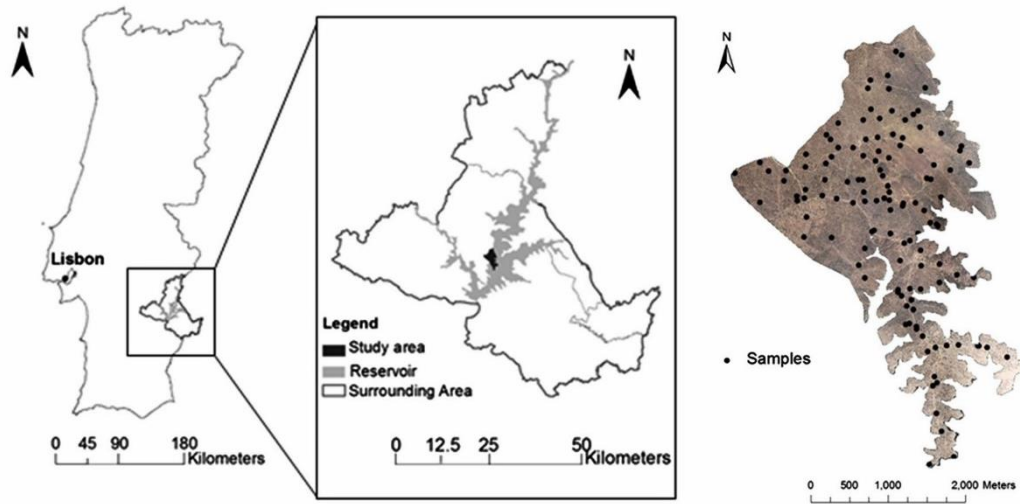 N
Lisbon
0 45 90 180
Kilometers
N
Legend
Study area
Reservoir
Surrounding Area
0 12.5 25 50
Kilometers
N
Samples
0 500 1,000 2,000 Meters